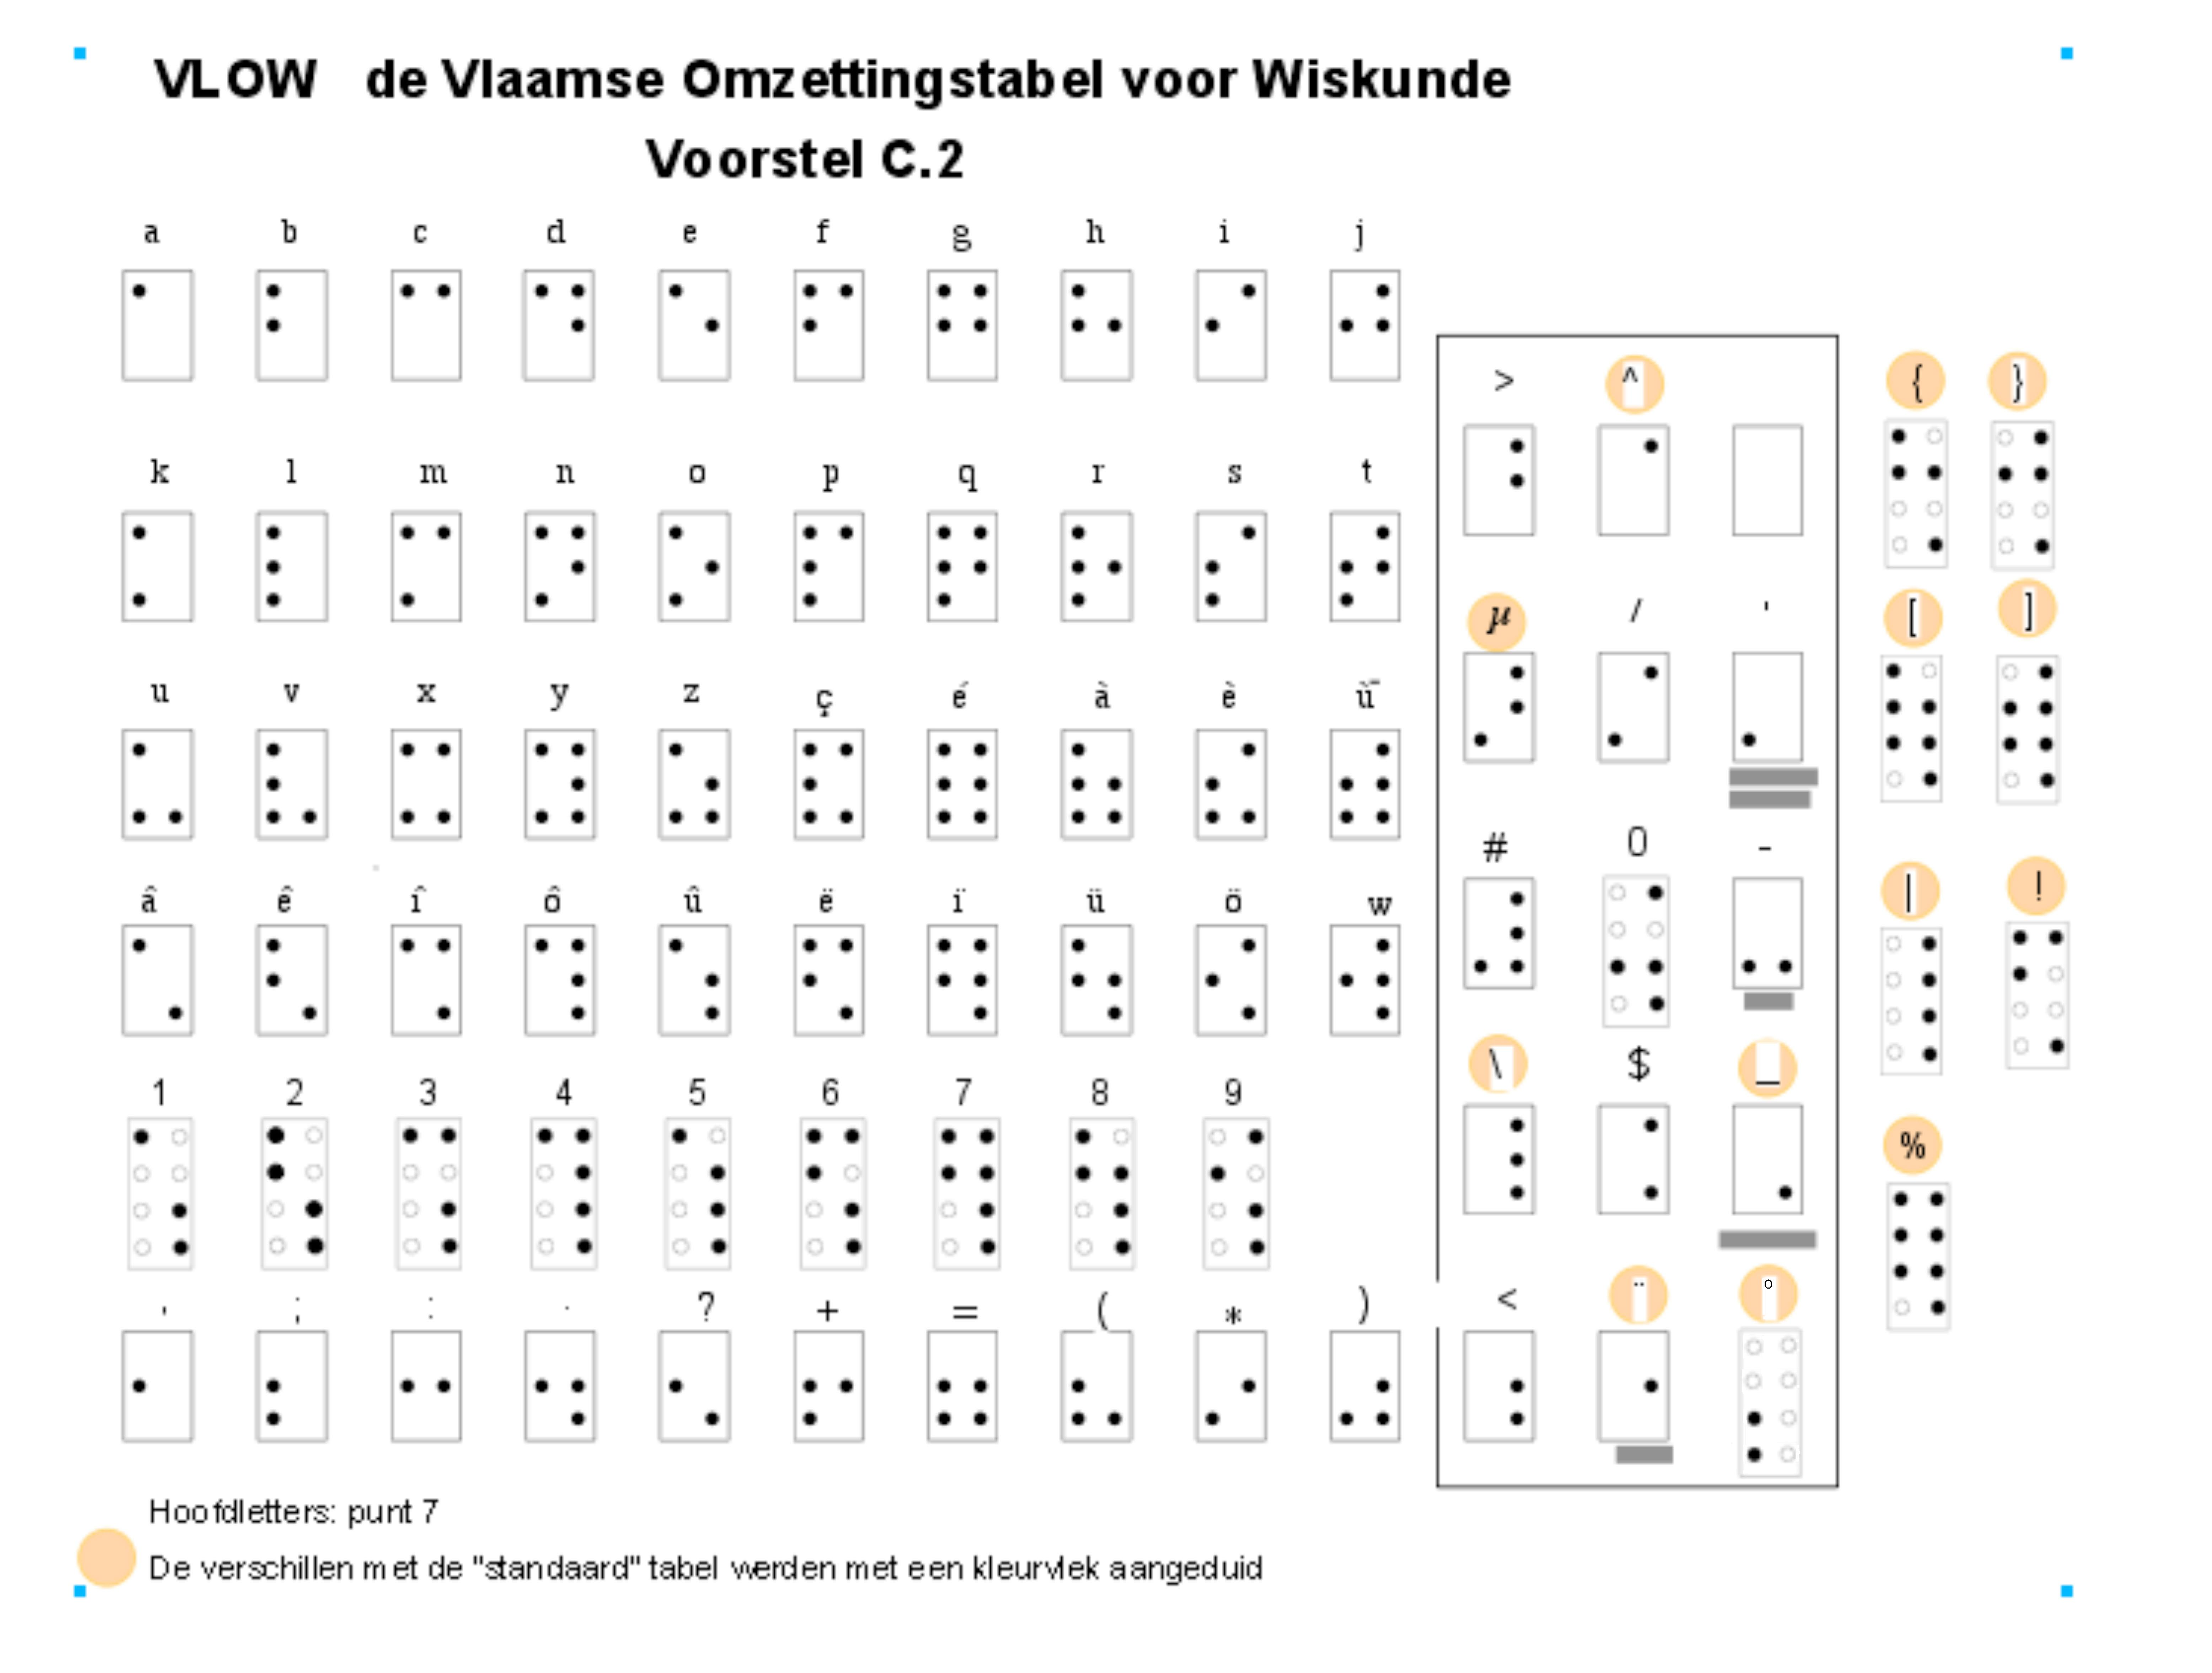 VLOW de Vlaamse Omzettingstabel voor Wiskunde
Voorstel C.2
a b c d e f g h i j
> ^ { }
k l m n o p q r s t
µ / ' [ ]
u v x y z ç é à è ù
# 0 - | !
â ê î ô û ë ï ü ö w
\ $ _
1 2 3 4 5 6 7 8 9
%
' ; : . ? + = ( * )
< ¨ °
Hoofdletters: punt 7
De verschillen met de "standaard" tabel werden met een kleurvlek aangeduid